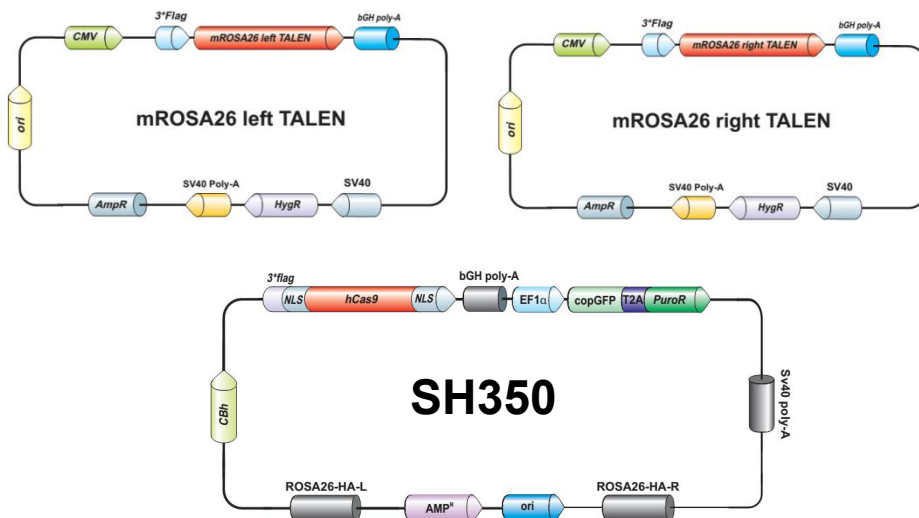 3*Flag
bGH poly-A
CMV
mROSA26 left TALEN
ori
mROSA26 left TALEN
SV40 Poly-A
SV40
AmpR
HygR
3*Flag
bGH poly-A
CMV
mROSA26 right TALEN
ori
mROSA26 right TALEN
SV40 Poly-A
SV40
AmpR
HygR
3*flag
bGH poly-A
NLS
hCas9
NLS
EF1α
copGFP
T2A
PuroR
CBh
SH350
Sv40 poly-A
ROSA26-HA-L
ROSA26-HA-R
AMPᴿ
ori